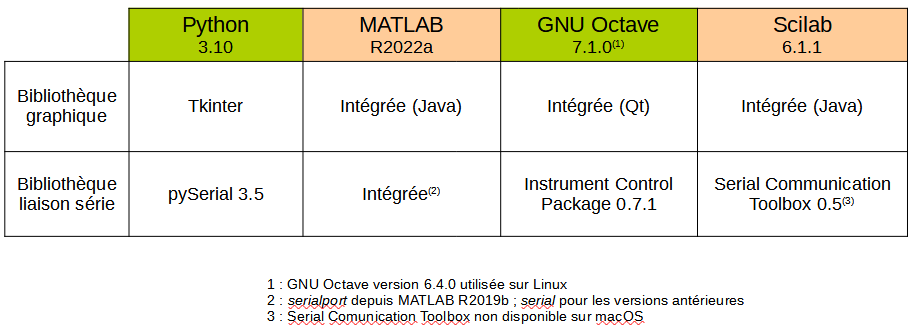 Python MATLAB GNU Octave Scilab
3.10 R2022a 7.1.0(1) 6.1.1
Bibliothèque
graphique
Tkinter Intégrée (Java) Intégrée (Qt) Intégrée (Java)
Bibliothèque
liaison série
pySerial 3.5 Intégrée(2)
Instrument Control
Package 0.7.1
Serial Communication
Toolbox 0.5(3)
1 : GNU Octave version 6.4.0 utilisée sur Linux
2 : serialport depuis MATLAB R2019b ; serial pour les versions antérieures
3 : Serial Comunication Toolbox non disponible sur macOS